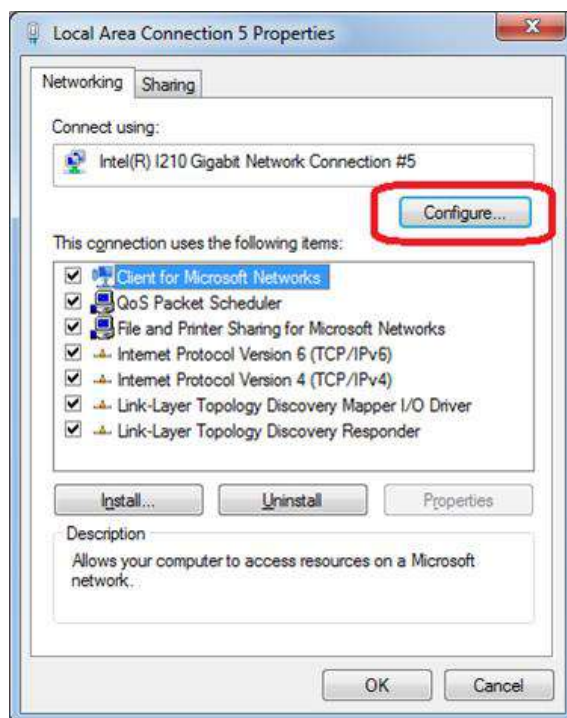 Local Area Connection 5 Properties
Networking
Sharing
Connect using:
Intel(R) I210 Gigabit Network Connection #5
Configure...
This connection uses the following items:
Client for Microsoft Networks
QoS Packet Scheduler
File and Printer Sharing for Microsoft Networks
Internet Protocol Version 6 (TCP/IPv6)
Internet Protocol Version 4 (TCP/IPv4)
Link-Layer Topology Discovery Mapper I/O Driver
Link-Layer Topology Discovery Responder
Install...
Uninstall
Properties
Description
Allows your computer to access resources on a Microsoft
network.
OK
Cancel